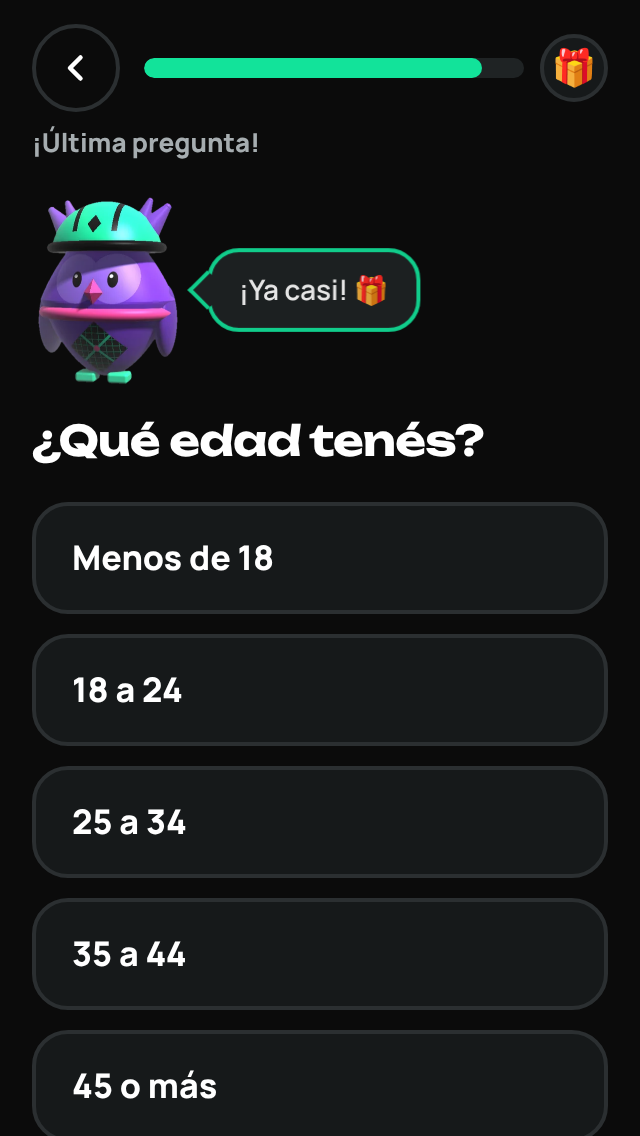 ¡Última pregunta!
¡Ya casi! 🎁
¿Qué edad tenés?
Menos de 18
18 a 24
25 a 34
35 a 44
45 o más